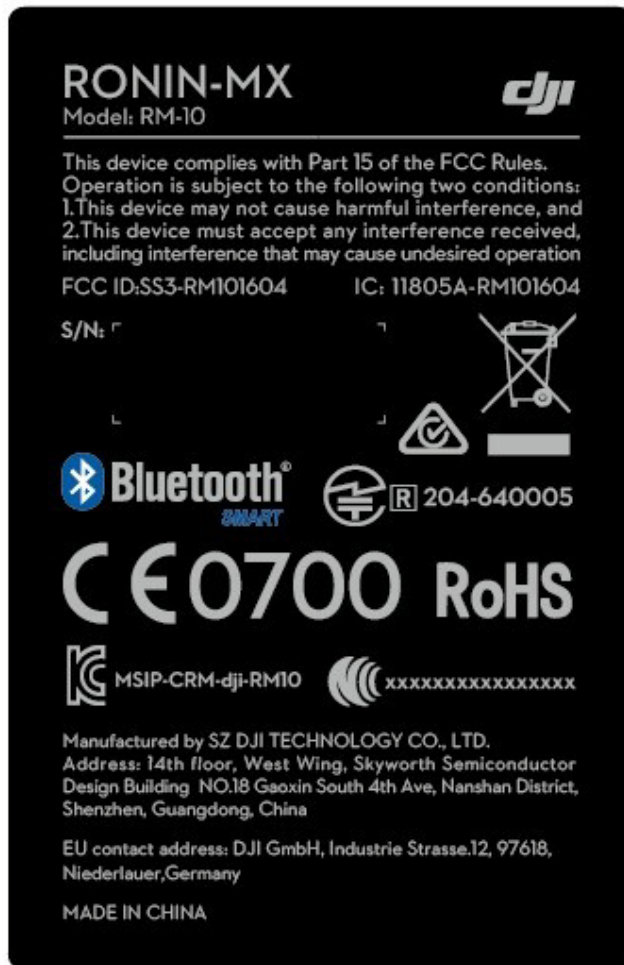 RONIN-MX
dji
Model: RM-10
This device complies with Part 15 of the FCC Rules.
Operation is subject to the following two conditions:
1.This device may not cause harmful interference, and
2.This device must accept any interference received,
including interference that may cause undesired operation
FCC ID:SS3-RM101604 IC: 11805A-RM101604
S/N:
Bluetooth®
SMART
R 204-640005
CE0700 RoHS
MSIP-CRM-dji-RM10 xxxxxxxxxxxxxxxx
Manufactured by SZ DJI TECHNOLOGY CO., LTD.
Address: 14th floor, West Wing, Skyworth Semiconductor
Design Building NO.18 Gaoxin South 4th Ave, Nanshan District,
Shenzhen, Guangdong, China
EU contact address: DJI GmbH, Industrie Strasse.12, 97618,
Niederlauer,Germany
MADE IN CHINA